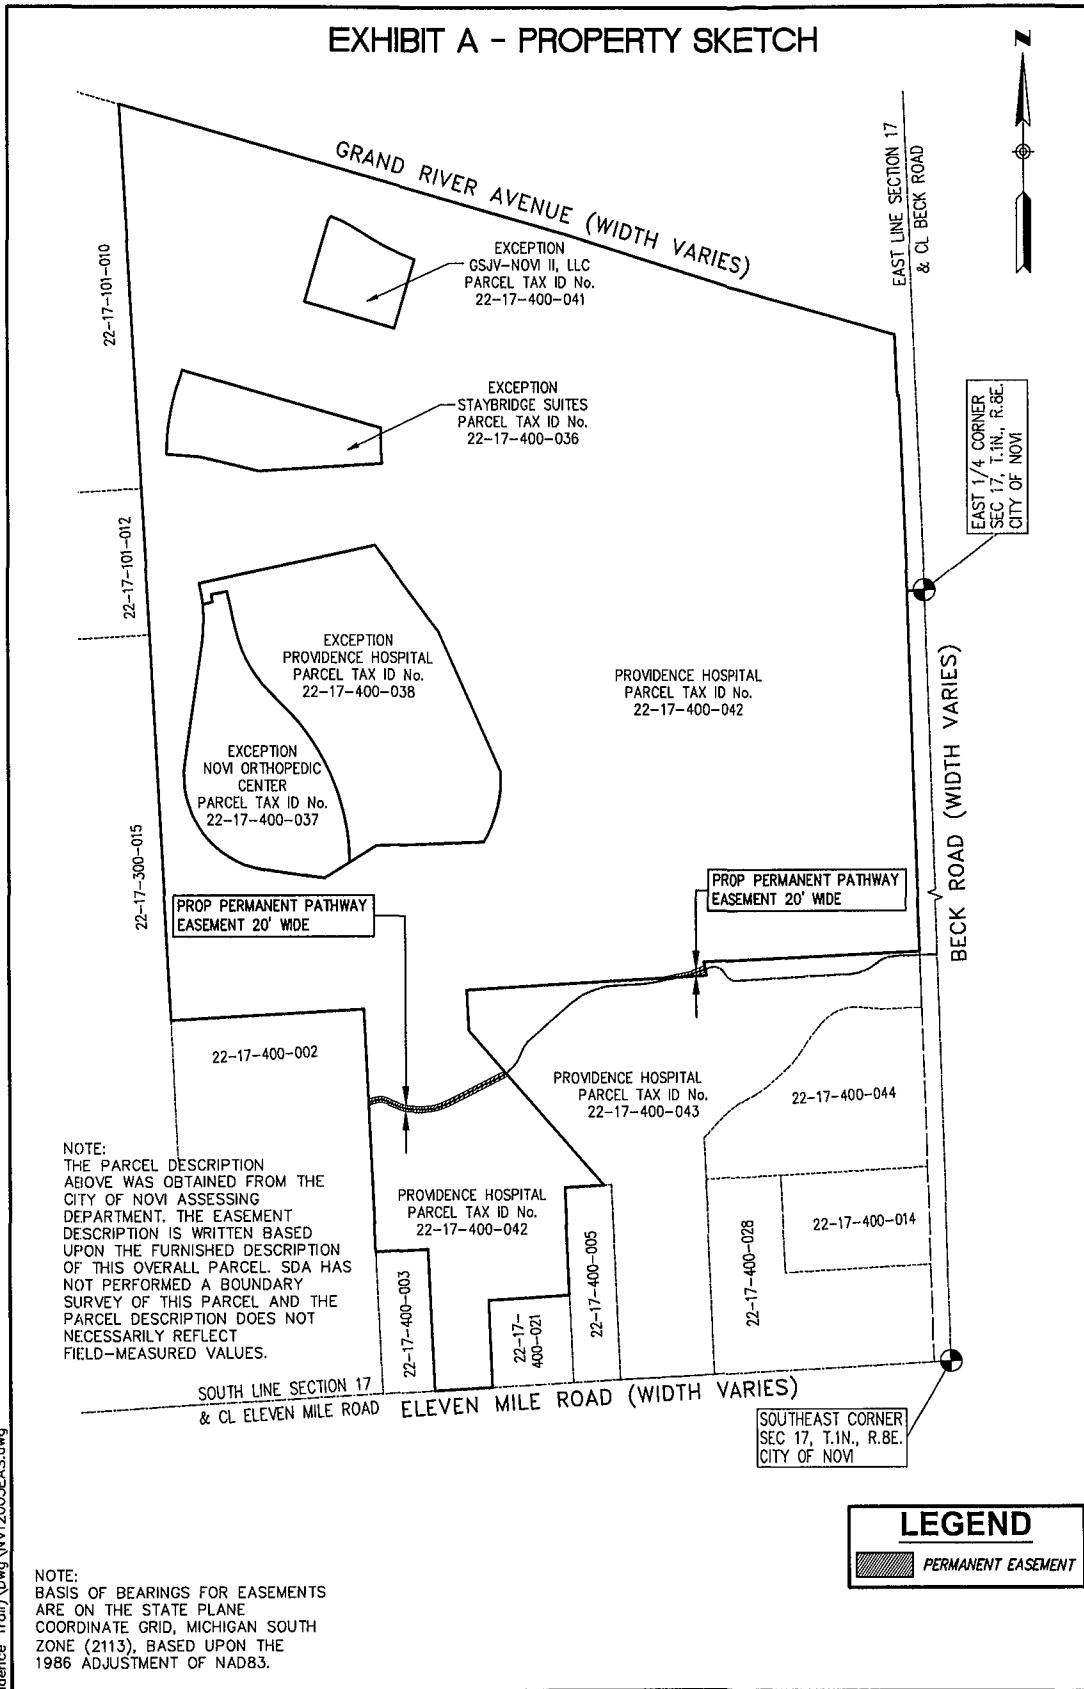 EXHIBIT A - PROPERTY SKETCH
N
GRAND RIVER AVENUE (WIDTH VARIES)
EAST LINE SECTION 17
& CL BECK ROAD
22-17-101-010
EXCEPTION
GSJV-NOVI II, LLC
PARCEL TAX ID No.
22-17-400-041
EXCEPTION
STAYBRIDGE SUITES
PARCEL TAX ID No.
22-17-400-036
EAST 1/4 CORNER
SEC 17, T.1N., R.8E.
CITY OF NOVI
22-17-101-012
EXCEPTION
PROVIDENCE HOSPITAL
PARCEL TAX ID No.
22-17-400-038
PROVIDENCE HOSPITAL
PARCEL TAX ID No.
22-17-400-042
EXCEPTION
NOVI ORTHOPEDIC
CENTER
PARCEL TAX ID No.
22-17-400-037
BECK ROAD (WIDTH VARIES)
22-17-300-015
PROP PERMANENT PATHWAY
EASEMENT 20' WIDE
PROP PERMANENT PATHWAY
EASEMENT 20' WIDE
22-17-400-002
PROVIDENCE HOSPITAL
PARCEL TAX ID No.
22-17-400-043
22-17-400-044
NOTE:
THE PARCEL DESCRIPTION
ABOVE WAS OBTAINED FROM THE
CITY OF NOVI ASSESSING
DEPARTMENT. THE EASEMENT
DESCRIPTION IS WRITTEN BASED
UPON THE FURNISHED DESCRIPTION
OF THIS OVERALL PARCEL. SDA HAS
NOT PERFORMED A BOUNDARY
SURVEY OF THIS PARCEL AND THE
PARCEL DESCRIPTION DOES NOT
NECESSARILY REFLECT
FIELD-MEASURED VALUES.
PROVIDENCE HOSPITAL
PARCEL TAX ID No.
22-17-400-042
22-17-400-003
22-17-
400-021
22-17-400-005
22-17-400-028
22-17-400-014
SOUTH LINE SECTION 17
& CL ELEVEN MILE ROAD
ELEVEN MILE ROAD (WIDTH VARIES)
SOUTHEAST CORNER
SEC 17, T.1N., R.8E.
CITY OF NOVI
LEGEND
PERMANENT EASEMENT
NOTE:
BASIS OF BEARINGS FOR EASEMENTS
ARE ON THE STATE PLANE
COORDINATE GRID, MICHIGAN SOUTH
ZONE (2113), BASED UPON THE
1986 ADJUSTMENT OF NAD83.